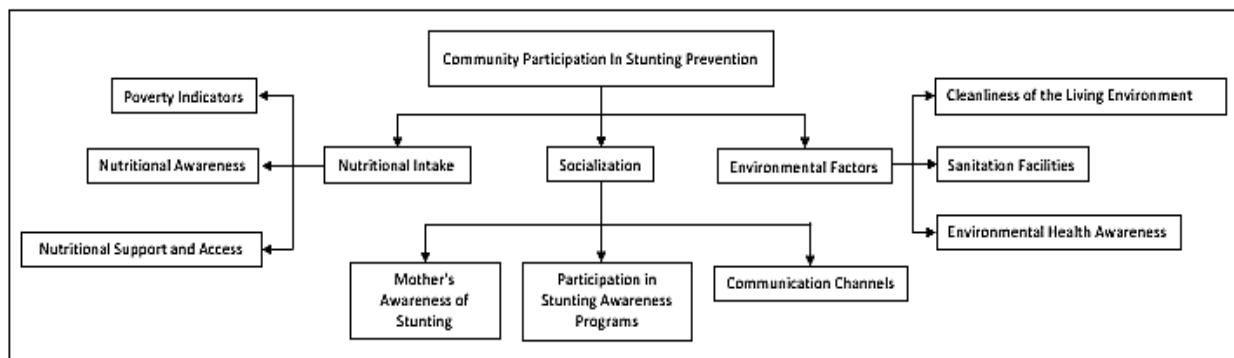 Community Participation In Stunting Prevention
Poverty Indicators
Cleanliness of the Living Environment
Nutritional Awareness
Nutritional Intake
Socialization
Environmental Factors
Sanitation Facilities
Nutritional Support and Access
Environmental Health Awareness
Mother's
Awareness of
Stunting
Participation in
Stunting Awareness
Programs
Communication Channels